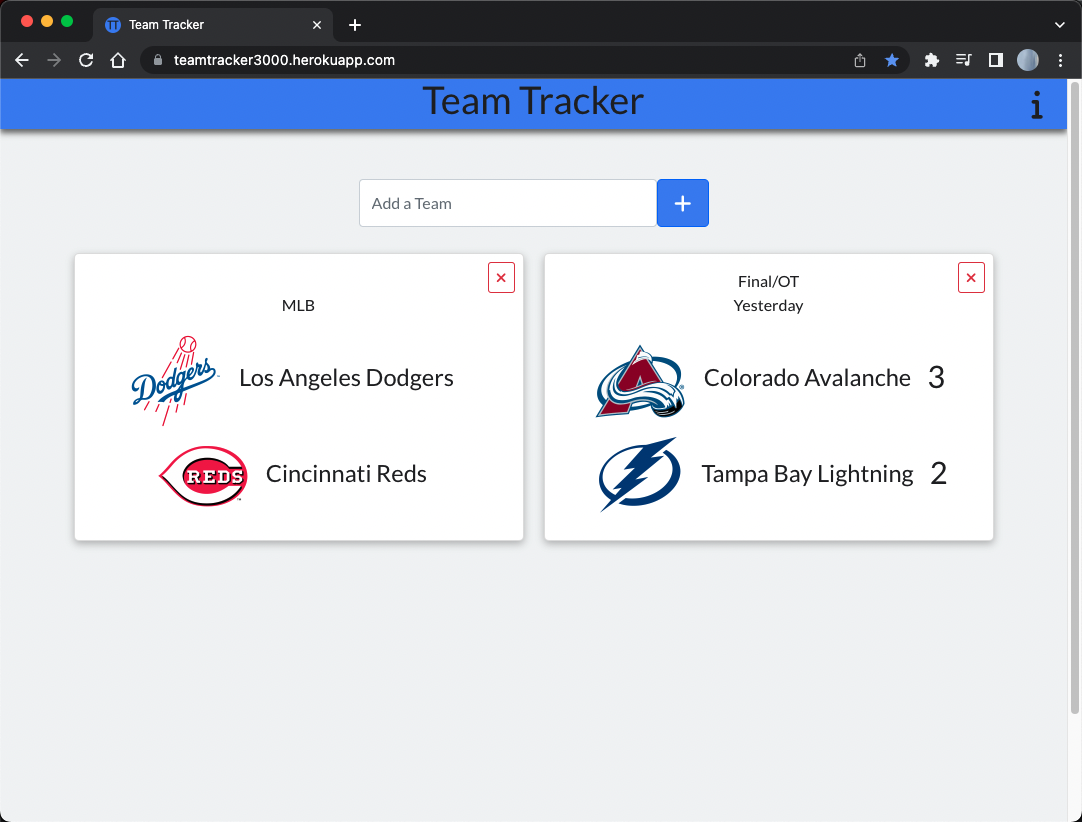 Team Tracker
teamtracker3000.herokuapp.com
Team Tracker
i
Add a Team
+
MLB
Dodgers
Los Angeles Dodgers
REDS
Cincinnati Reds
Final/OT
Yesterday
A
Colorado Avalanche 3
Tampa Bay Lightning 2